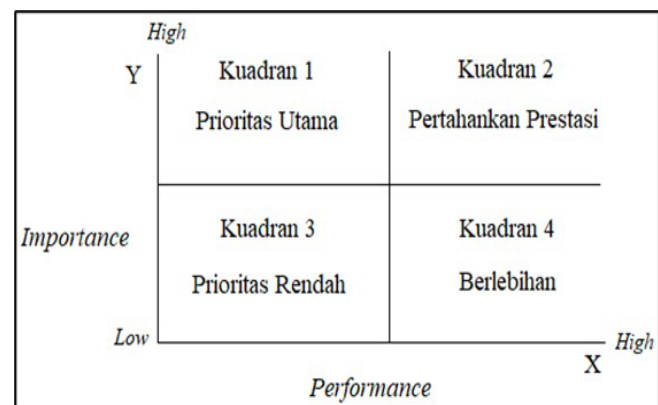 High
Y
Kuadran 1
Prioritas Utama
Kuadran 2
Pertahankan Prestasi
Importance
Kuadran 3
Prioritas Rendah
Kuadran 4
Berlebihan
Low
High
X
Performance